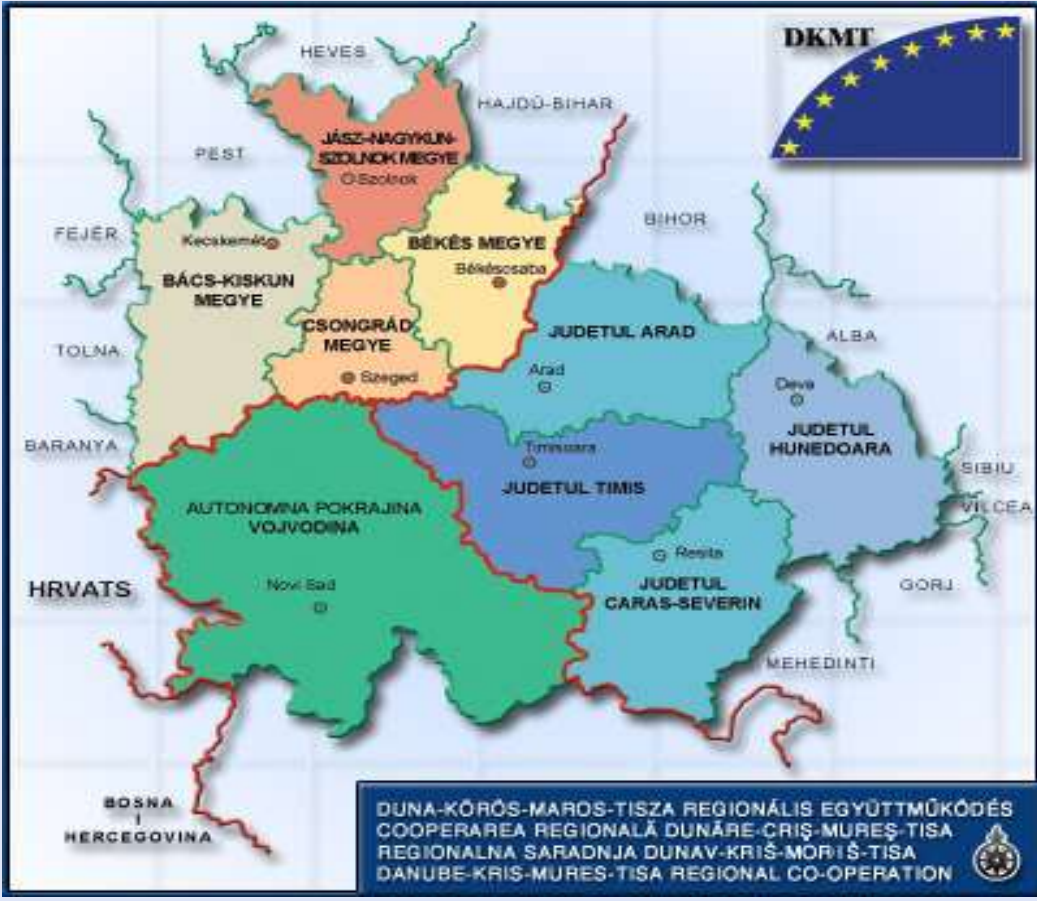 HEVES
DKMT
HAJDÚ-BIHAR
JÁSZ-NAGYKUN-
SZOLNOK MEGYE
Szolnok
PEST
FEJÉR
BIHOR
Kecskemét
BÉKÉS MEGYE
Békéscsaba
BÁCS-KISKUN
MEGYE
CSONGRÁD
MEGYE
JUDETUL ARAD
ALBA
TOLNA
Szeged
Arad
Deva
JUDETUL
HUNEDOARA
BARANYA
Timisoara
JUDETUL TIMIS
SIBIU
VILCEA
AUTONOMNA POKRAJINA
VOJVODINA
Resita
HRVATS
Novi Sad
JUDETUL
CARAS-SEVERIN
GORJ
MEHEDINTI
BOSNA
I
HERCEGOVINA
DUNA-KÖRÖS-MAROS-TISZA REGIONÁLIS EGYÜTTMŰKÖDÉS
COOPERAREA REGIONALĂ DUNĂRE-CRIŞ-MUREŞ-TISA
REGIONALNA SARADNJA DUNAV-KRIŠ-MORIŠ-TISA
DANUBE-KRIS-MURES-TISA REGIONAL CO-OPERATION